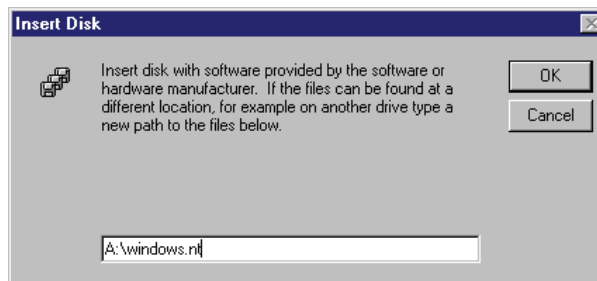 Insert Disk
Insert disk with software provided by the software or
hardware manufacturer.  If the files can be found at a
different location, for example on another drive type a
new path to the files below.
OK
Cancel
A:\windows.nt